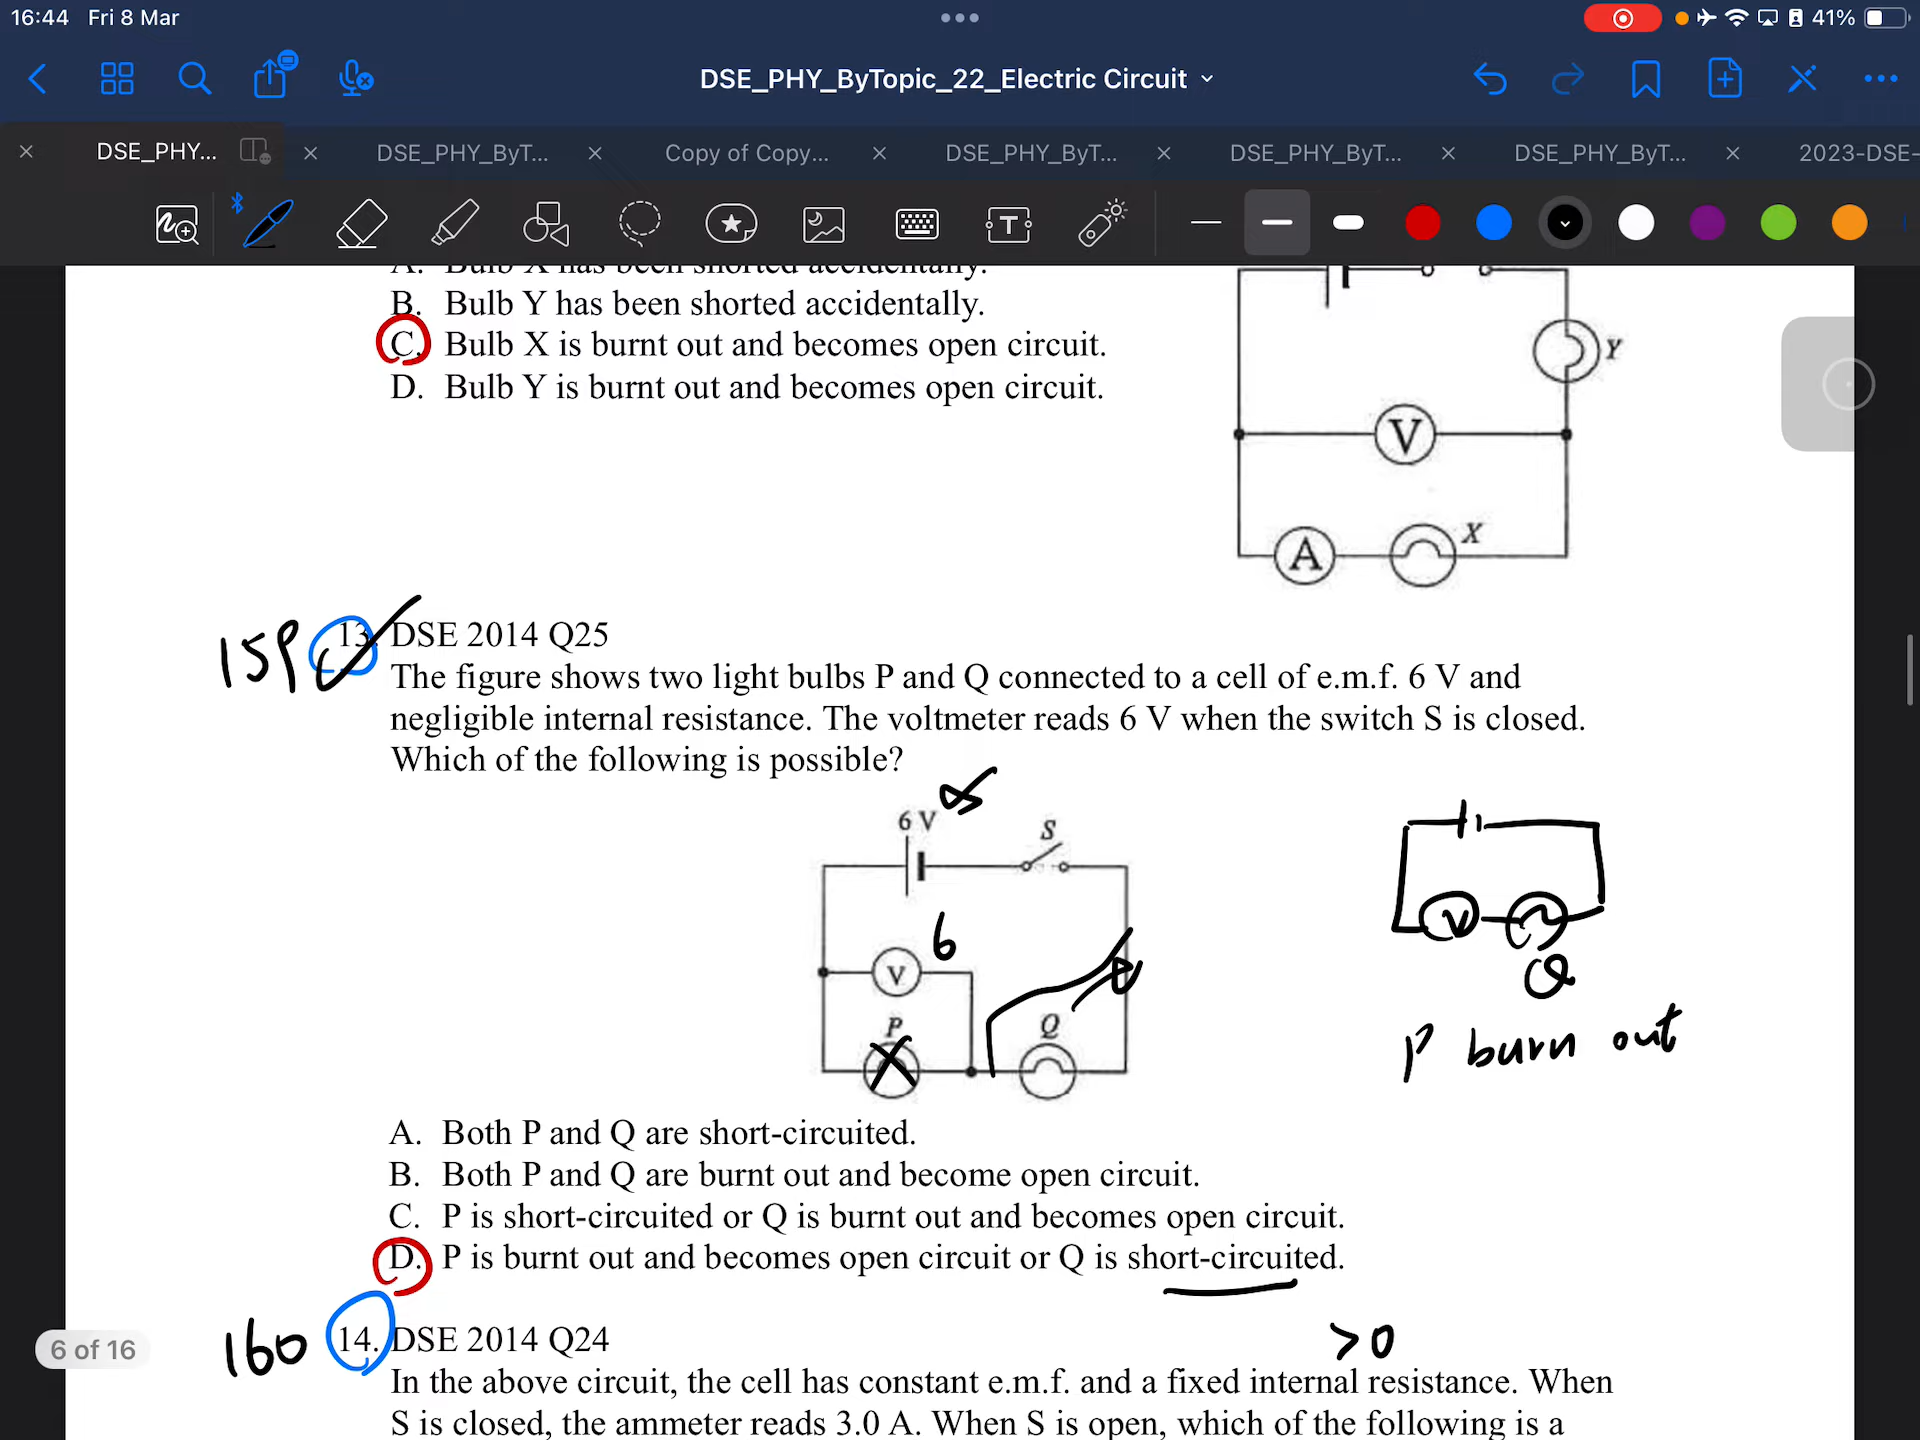 16:44 Fri 8 Mar
41%
DSE_PHY_ByTopic_22_Electric Circuit
DSE_PHY...
DSE_PHY_ByT...
Copy of Copy...
DSE_PHY_ByT...
DSE_PHY_ByT...
DSE_PHY_ByT...
2023-DSE-
T
A. Bulb X has been shorted accidentally.
B. Bulb Y has been shorted accidentally.
C. Bulb X is burnt out and becomes open circuit.
D. Bulb Y is burnt out and becomes open circuit.
Y
V
A
X
159
13. DSE 2014 Q25
The figure shows two light bulbs P and Q connected to a cell of e.m.f. 6 V and
negligible internal resistance. The voltmeter reads 6 V when the switch S is closed.
Which of the following is possible?
6 V
S
6
V
P
Q
V
Q
P burn out
A. Both P and Q are short-circuited.
B. Both P and Q are burnt out and become open circuit.
C. P is short-circuited or Q is burnt out and becomes open circuit.
D. P is burnt out and becomes open circuit or Q is short-circuited.
160
14. DSE 2014 Q24
>0
6 of 16
In the above circuit, the cell has constant e.m.f. and a fixed internal resistance. When
S is closed, the ammeter reads 3.0 A. When S is open, which of the following is a